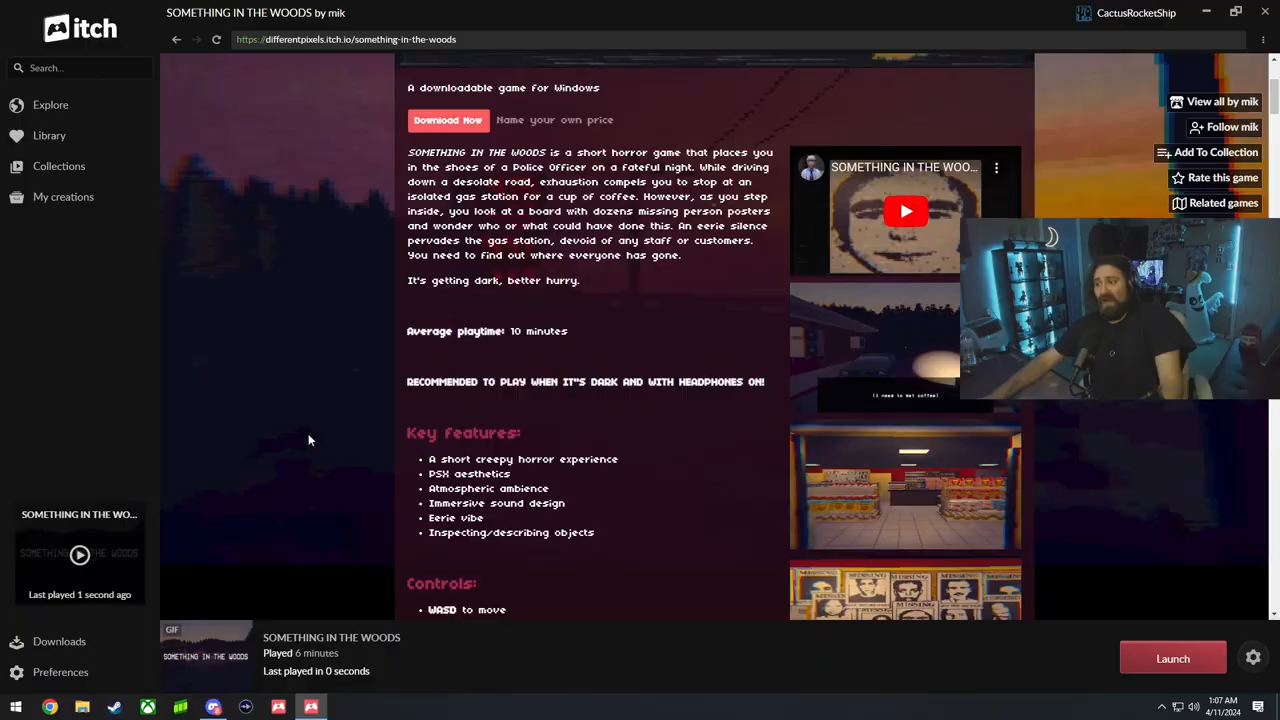 SOMETHING IN THE WOODS by mik
CactusRocketShip
itch
https://differentpixels.itch.io/something-in-the-woods
Search...
Explore
Library
Collections
My creations
A downloadable game for Windows
Download Now
Name your own price
SOMETHING IN THE WOODS is a short horror game that places you
in the shoes of a Police Officer on a fateful night. While driving
down a desolate road, exhaustion compels you to stop at an
isolated gas station for a cup of coffee. However, as you step
inside, you look at a board with dozens missing person posters
and wonder who or what could have done this. An eerie silence
pervades the gas station, devoid of any staff or customers.
You need to find out where everyone has gone.
It's getting dark, better hurry.
Average playtime: 10 minutes
RECOMMENDED TO PLAY WHEN IT"S DARK AND WITH HEADPHONES ON!
Key features:
• A short creepy horror experience
• PSX aesthetics
• Atmospheric ambience
• Immersive sound design
• Eerie vibe
• Inspecting/describing objects
Controls:
• WASD to move
SOMETHING IN THE WOO...
(I need to get coffee)
MISSING
View all by mik
Follow mik
Add To Collection
Rate this game
Related games
SOMETHING IN THE WO...
SOMETHING IN THE WOODS
Last played 1 second ago
Downloads
Preferences
GIF
SOMETHING IN THE WOODS
SOMETHING IN THE WOODS
Played 6 minutes
Last played in 0 seconds
Launch
1:07 AM
4/11/2024